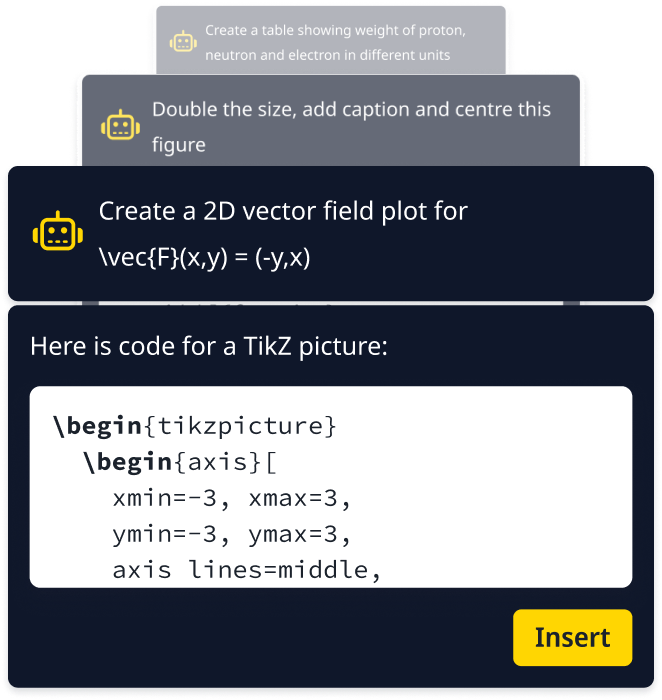 Create a table showing weight of proton,
neutron and electron in different units
Double the size, add caption and centre this
figure
Create a 2D vector field plot for
\vec{F}(x,y) = (-y,x)
Here is code for a TikZ picture:
\begin{tikzpicture}
\begin{axis}[
xmin=-3, xmax=3,
ymin=-3, ymax=3,
axis lines=middle,
Insert